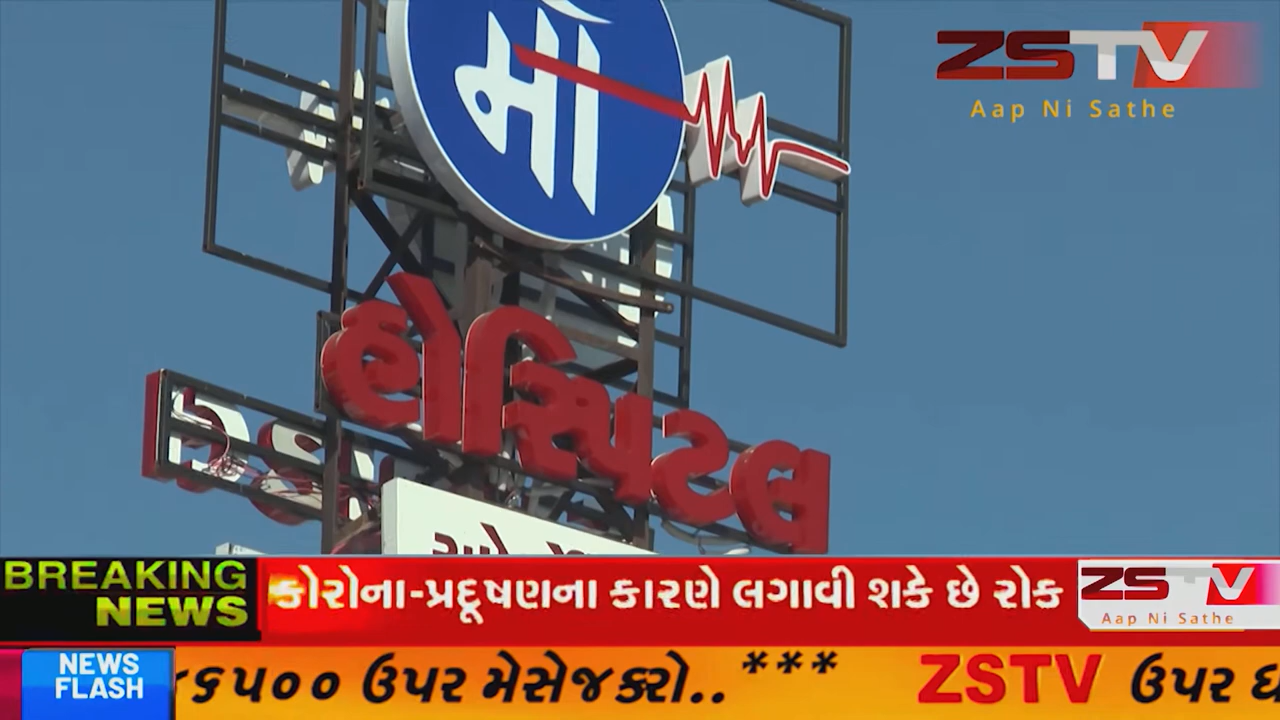 ZSTV
Aap Ni Sathe
માઁ
હોસ્પિટલ
BREAKING
NEWS
કોરોના-પ્રદૂષણના કારણે લગાવી શકે છે રોક
ZSTV
Aap Ni Sathe
NEWS
FLASH
૬૫૦૦ ઉપર મેસેજ કરો.. *** ZSTV ઉપર